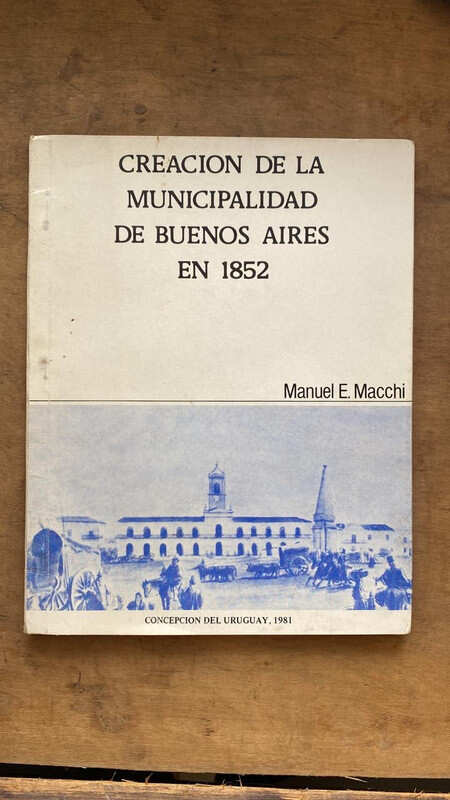 CREACION DE LA
MUNICIPALIDAD
DE BUENOS AIRES
EN 1852
Manuel E. Macchi
CONCEPCION DEL URUGUAY, 1981